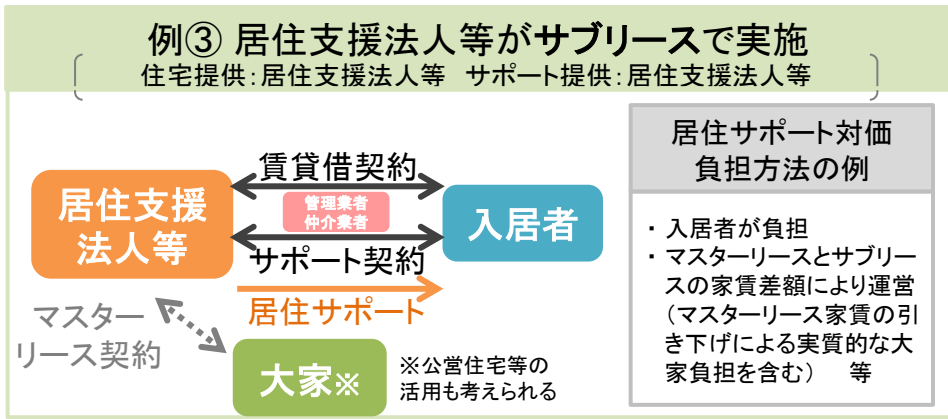 例③ 居住支援法人等がサブリースで実施
住宅提供：居住支援法人等　サポート提供：居住支援法人等
賃貸借契約
管理業者
仲介業者
居住支援
法人等
入居者
サポート契約
居住サポート
マスター
リース契約
大家※
※公営住宅等の
活用も考えられる
居住サポート対価
負担方法の例
・ 入居者が負担
・ マスターリースとサブリー
スの家賃差額により運営
（マスターリース家賃の引
き下げによる実質的な大
家負担を含む）　等